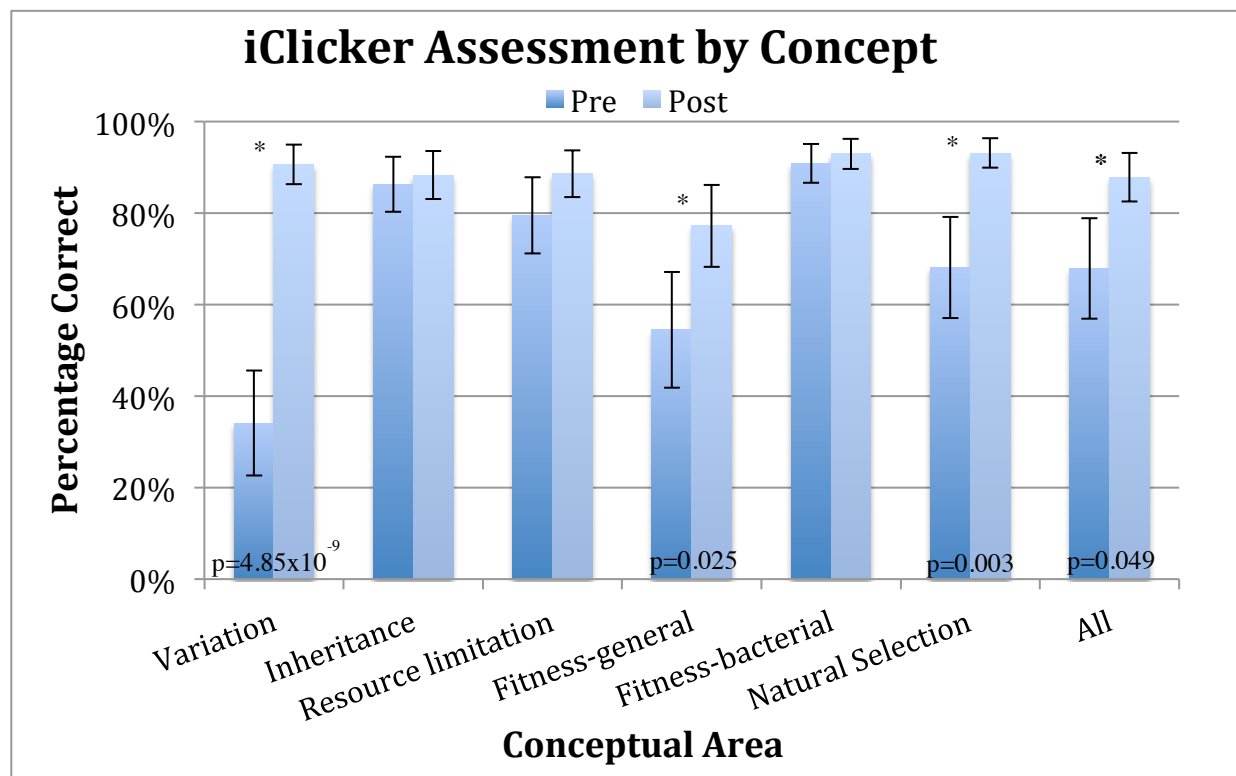 iClicker Assessment by Concept
Pre Post
100%
80%
60%
40%
20%
0%
Percentage Correct
* * * *
p=4.85x10-9 p=0.025 p=0.003 p=0.049
Variation
Inheritance
Resource limitation
Fitness-general
Fitness-bacterial
Natural Selection
All
Conceptual Area